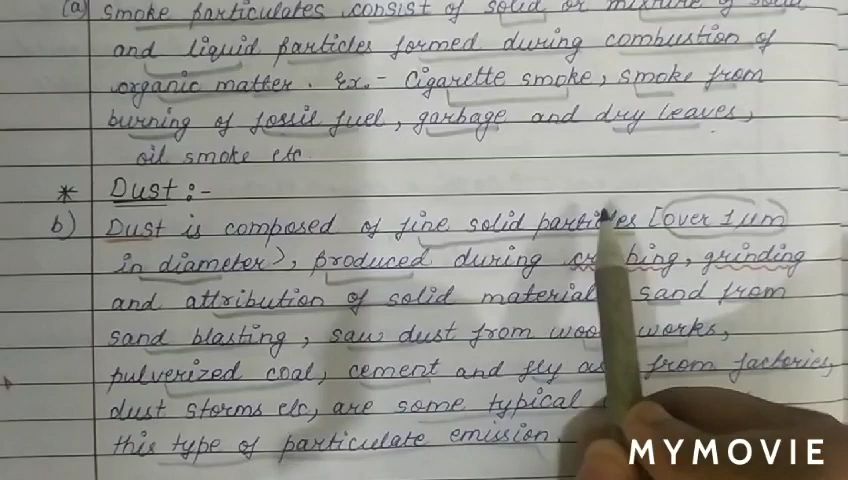 (a) smoke particulates consist of solid or mixture of solid
and liquid particles formed during combustion of
organic matter. Ex.- Cigarette smoke, smoke from
burning of fossil fuel, garbage and dry leaves,
oil smoke etc.
* Dust :-
b) Dust is composed of fine solid particles [over 1 μm
in diameter), produced during grinding
and attribution of solid material sand from
sand blasting, saw dust from works,
pulverized coal, cement and fly from factories,
dust storms etc, are some typical
this type of particulate emission.
MYMOVIE